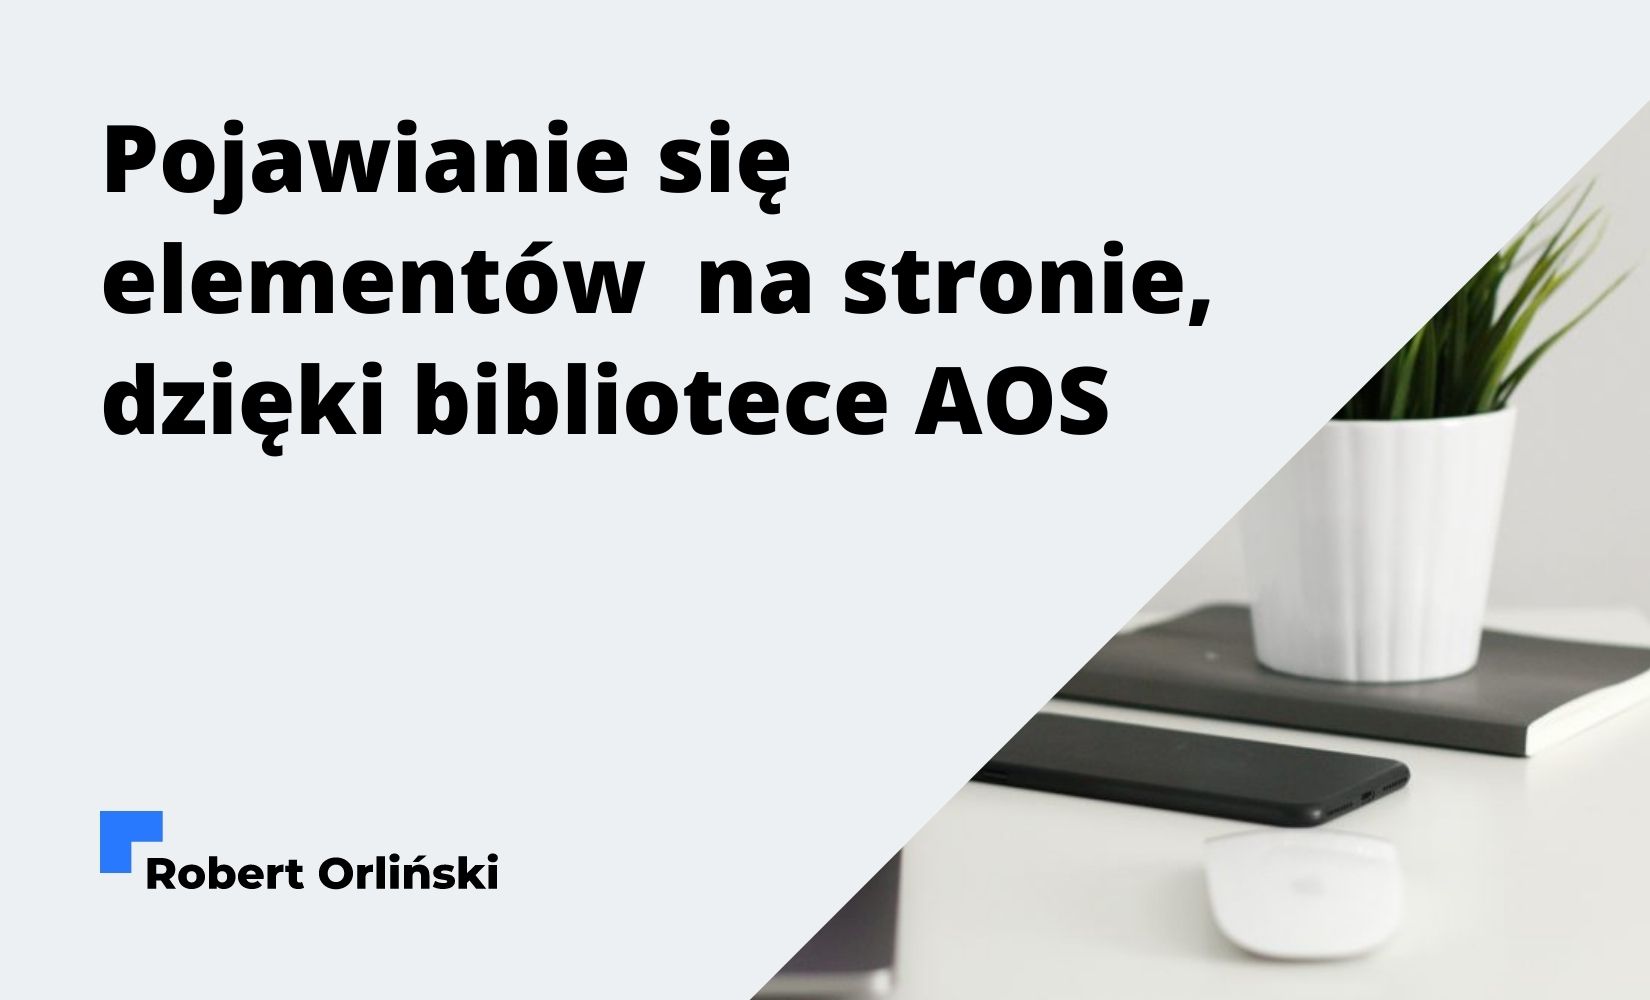 Pojawianie się
elementów  na stronie,
dzięki bibliotece AOS
Robert Orliński